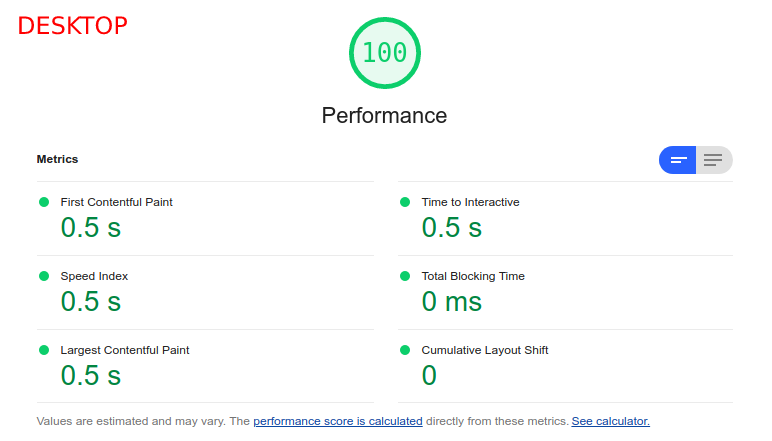 DESKTOP
100
Performance
Metrics
First Contentful Paint
0.5 s
Time to Interactive
0.5 s
Speed Index
0.5 s
Total Blocking Time
0 ms
Largest Contentful Paint
0.5 s
Cumulative Layout Shift
0
Values are estimated and may vary. The performance score is calculated directly from these metrics. See calculator.